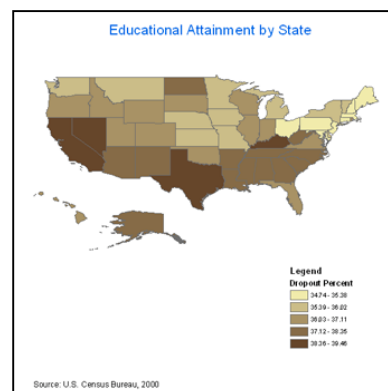 Educational Attainment by State
Legend
Dropout Percent
34.74 - 35.38
35.39 - 36.02
36.03 - 37.11
37.12 - 38.35
38.36 - 39.46
Source: U.S. Census Bureau, 2000